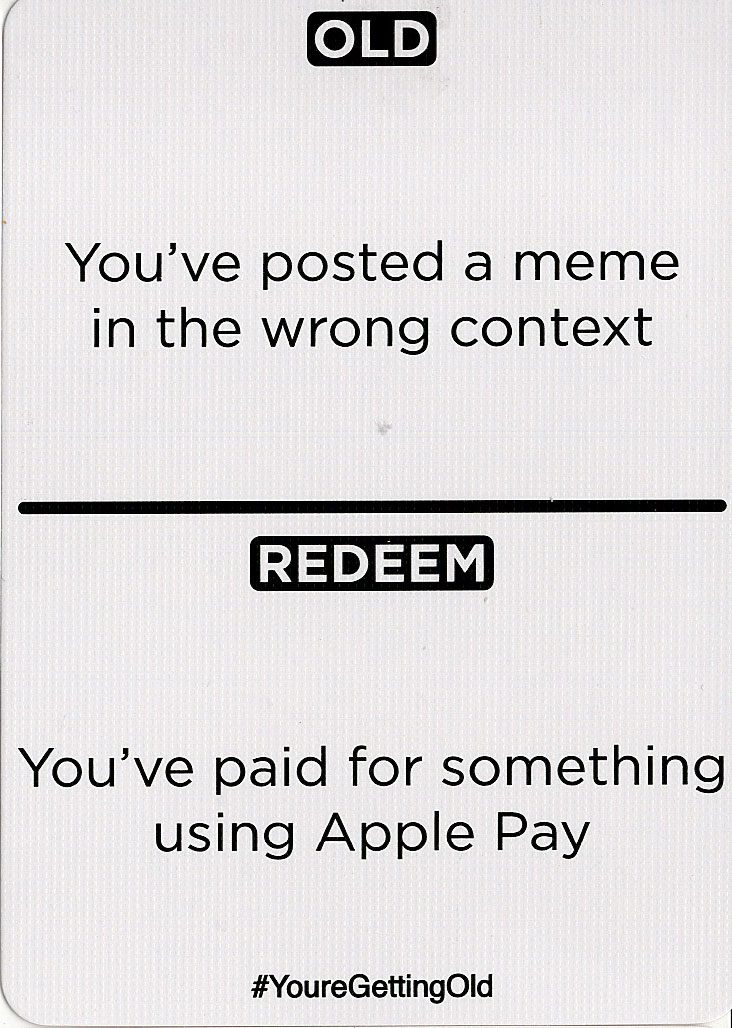 OLD
You've posted a meme
in the wrong context
REDEEM
You've paid for something
using Apple Pay
#YoureGettingOld